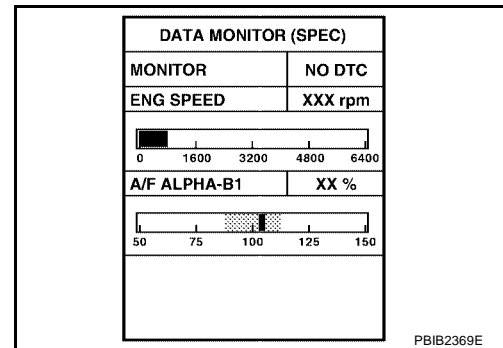 DATA MONITOR (SPEC)
MONITOR NO DTC
ENG SPEED XXX rpm
0 1600 3200 4800 6400
A/F ALPHA-B1 XX %
50 75 100 125 150
PBIB2369E